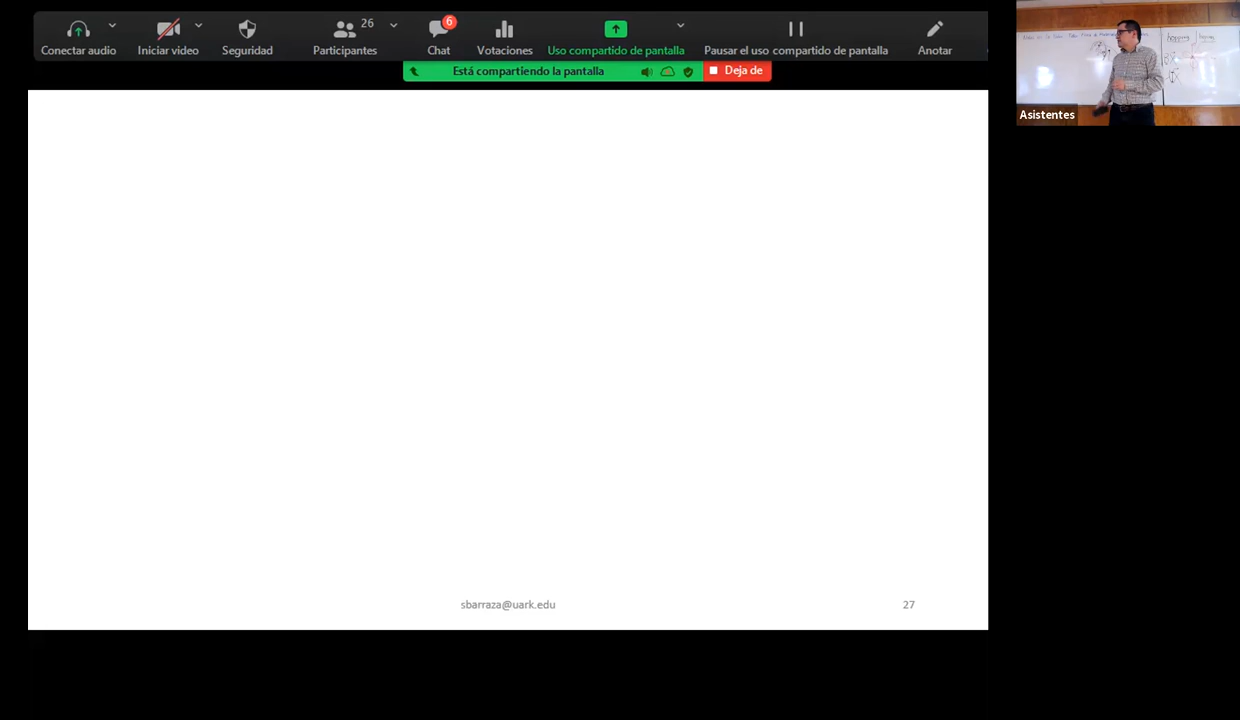 26
6
Conectar audio
Iniciar video
Seguridad
Participantes
Chat
Votaciones
Uso compartido de pantalla
Pausar el uso compartido de pantalla
Anotar
Está compartiendo la pantalla
Deja de
hopping
Asistentes
sbarraza@uark.edu
27